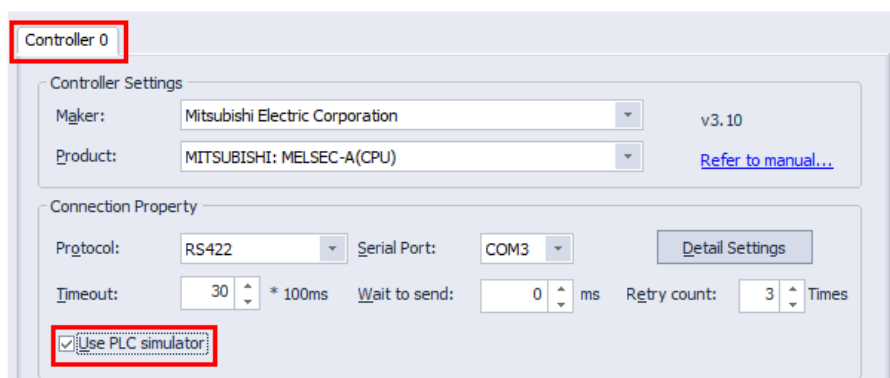 Controller 0
Controller Settings
Maker: Mitsubishi Electric Corporation v3.10
Product: MITSUBISHI: MELSEC-A(CPU) Refer to manual...
Connection Property
Protocol: RS422 Serial Port: COM3 Detail Settings
Timeout: 30 * 100ms Wait to send: 0 ms Retry count: 3 Times
Use PLC simulator